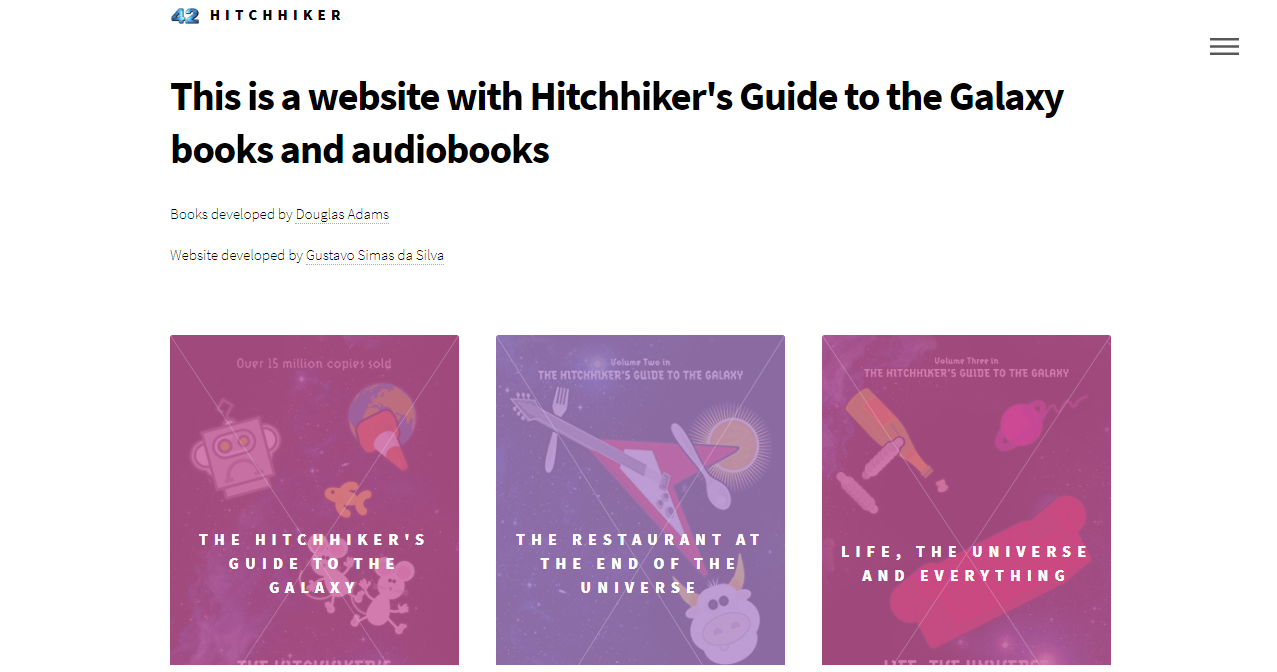 42 HITCHHIKER
This is a website with Hitchhiker's Guide to the Galaxy
books and audiobooks
Books developed by Douglas Adams
Website developed by Gustavo Simas da Silva
Over 15 million copies sold
THE HITCHHIKER'S
GUIDE TO THE
GALAXY
Volume Two in
THE HITCHHIKER'S GUIDE TO THE GALAXY
THE RESTAURANT AT
THE END OF THE
UNIVERSE
Volume Three in
THE HITCHHIKER'S GUIDE TO THE GALAXY
LIFE, THE UNIVERSE
AND EVERYTHING